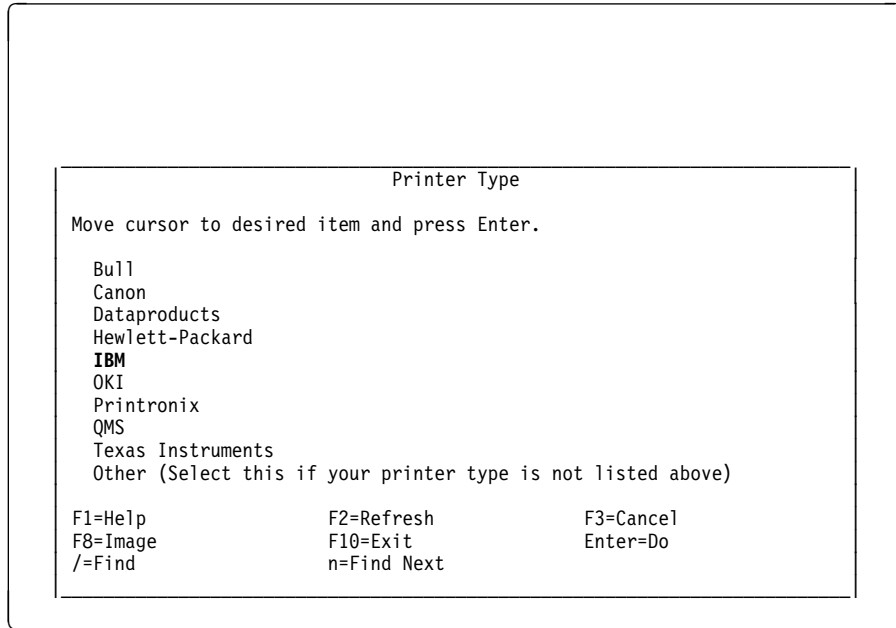 Printer Type
Move cursor to desired item and press Enter.
Bull
Canon
Dataproducts
Hewlett-Packard
IBM
OKI
Printronix
QMS
Texas Instruments
Other (Select this if your printer type is not listed above)
F1=Help F2=Refresh F3=Cancel
F8=Image F10=Exit Enter=Do
/=Find n=Find Next